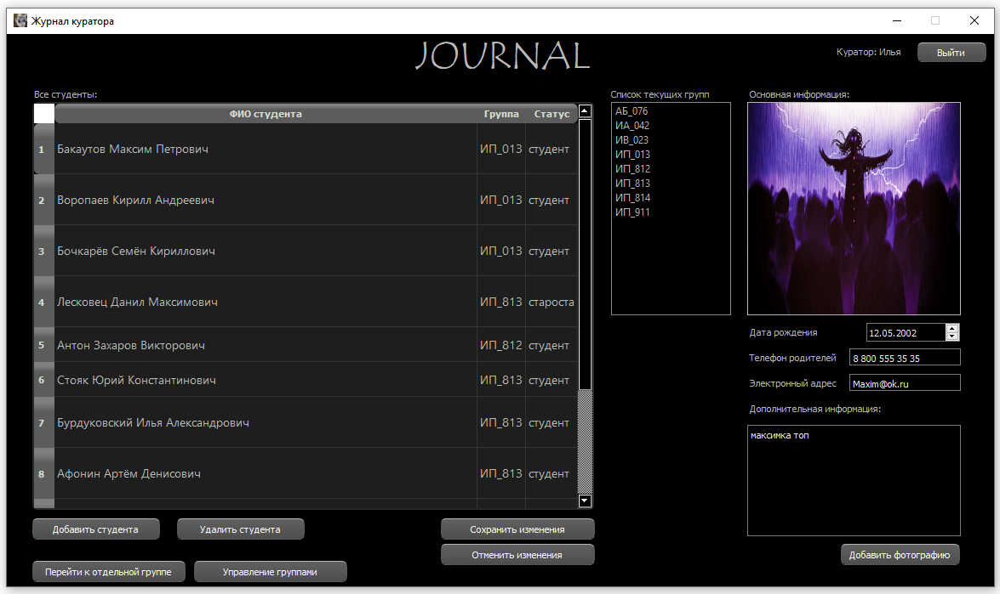 Журнал куратора
JOURNAL
Куратор: Илья
Выйти
Все студенты:
Список текущих групп
Основная информация:
ФИО студента Группа Статус
1 Бакаутов Максим Петрович ИП_013 студент
2 Воропаев Кирилл Андреевич ИП_013 студент
3 Бочкарёв Семён Кириллович ИП_013 студент
4 Лесковец Данил Максимович ИП_813 староста
5 Антон Захаров Викторович ИП_812 студент
6 Стояк Юрий Константинович ИП_813 студент
7 Бурдуковский Илья Александрович ИП_813 студент
8 Афонин Артём Денисович ИП_813 студент
АБ_076
ИА_042
ИВ_023
ИП_013
ИП_812
ИП_813
ИП_814
ИП_911
Дата рождения 12.05.2002
Телефон родителей 8 800 555 35 35
Электронный адрес Maxim@ok.ru
Дополнительная информация:
максимка топ
Добавить студента
Удалить студента
Сохранить изменения
Отменить изменения
Добавить фотографию
Перейти к отдельной группе
Управление группами